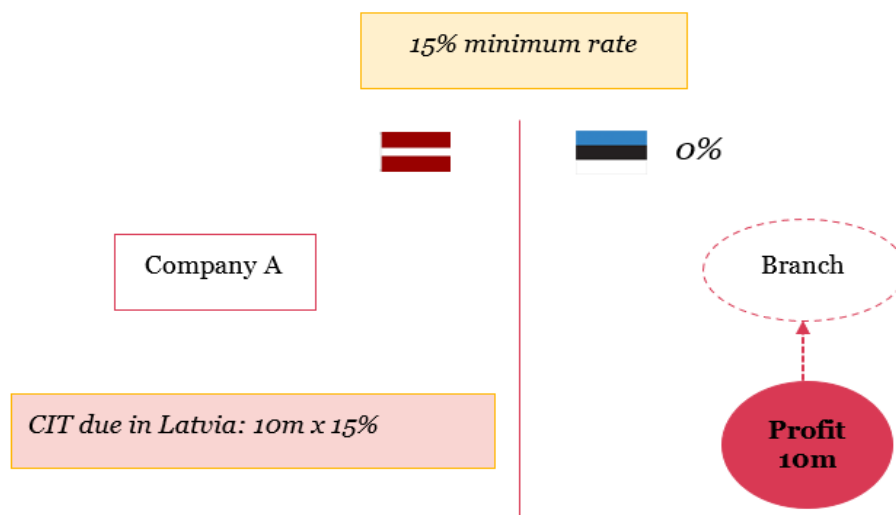 15% minimum rate
0%
Company A
Branch
CIT due in Latvia: 10m x 15%
Profit
10m